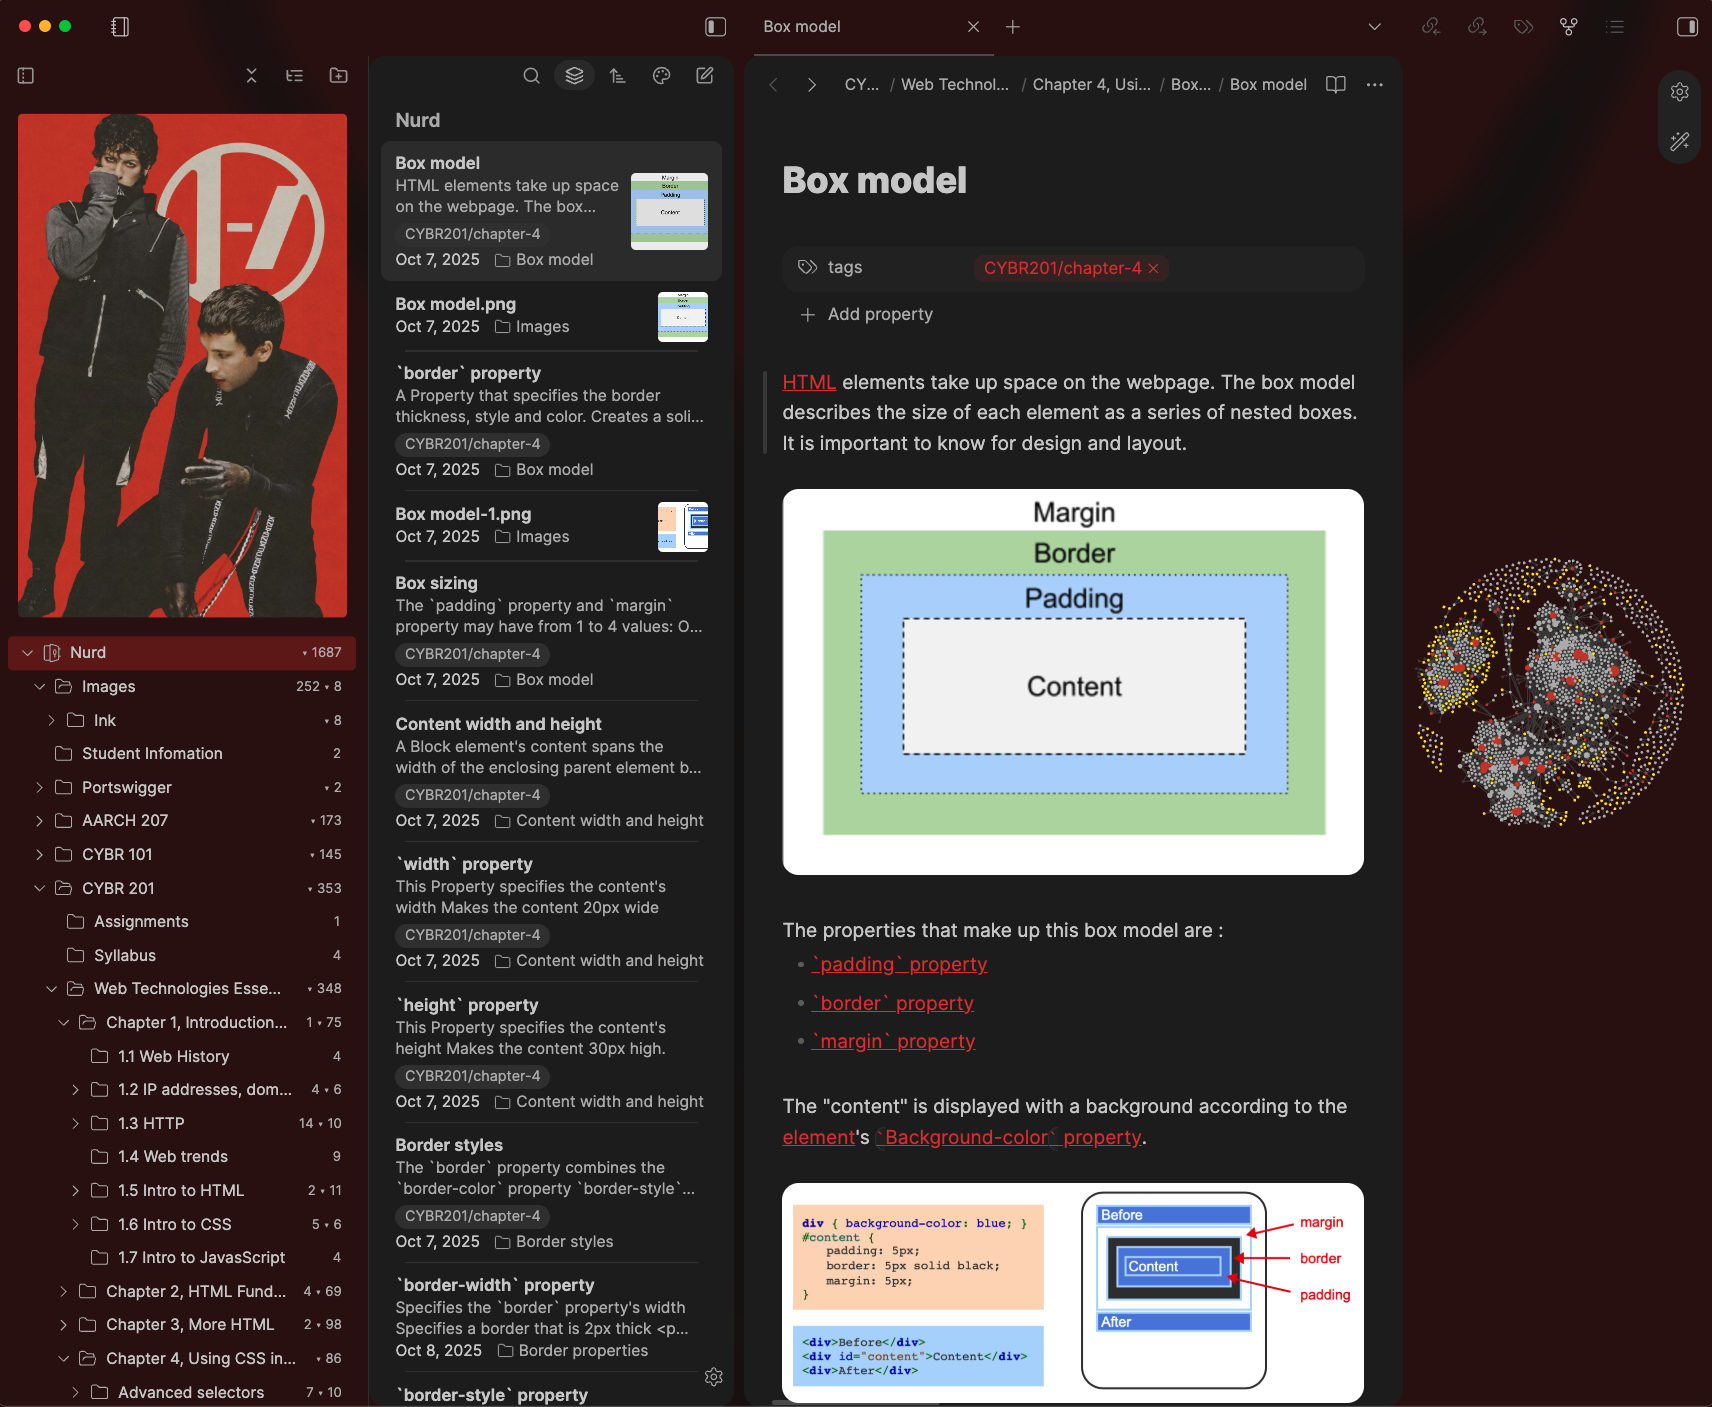 Box model
CY... / Web Technol... / Chapter 4, Usi... / Box... / Box model
Nurd ▾ 1687
Images 252 ▾ 8
Ink ▾ 8
Student Infomation 2
Portswigger ▾ 2
AARCH 207 ▾ 173
CYBR 101 ▾ 145
CYBR 201 ▾ 353
Assignments 1
Syllabus 4
Web Technologies Esse... ▾ 348
Chapter 1, Introduction... 1 ▾ 75
1.1 Web History 4
1.2 IP addresses, dom... 4 ▾ 6
1.3 HTTP 14 ▾ 10
1.4 Web trends 9
1.5 Intro to HTML 2 ▾ 11
1.6 Intro to CSS 5 ▾ 6
1.7 Intro to JavasScript 4
Chapter 2, HTML Fund... 4 ▾ 69
Chapter 3, More HTML 2 ▾ 98
Chapter 4, Using CSS in... ▾ 86
Advanced selectors 7 ▾ 10
Nurd
Box model
HTML elements take up space
on the webpage. The box...
CYBR201/chapter-4
Oct 7, 2025 Box model
Margin
Border
Padding
Content
Box model.png
Oct 7, 2025 Images
`border` property
A Property that specifies the border
thickness, style and color. Creates a soli...
CYBR201/chapter-4
Oct 7, 2025 Box model
Box model-1.png
Oct 7, 2025 Images
Box sizing
The `padding` property and `margin`
property may have from 1 to 4 values: O...
CYBR201/chapter-4
Oct 7, 2025 Box model
Content width and height
A Block element's content spans the
width of the enclosing parent element b...
CYBR201/chapter-4
Oct 7, 2025 Content width and height
`width` property
This Property specifies the content's
width Makes the content 20px wide
CYBR201/chapter-4
Oct 7, 2025 Content width and height
`height` property
This Property specifies the content's
height Makes the content 30px high.
CYBR201/chapter-4
Oct 7, 2025 Content width and height
Border styles
The `border` property combines the
`border-color` property `border-style`...
CYBR201/chapter-4
Oct 7, 2025 Border styles
`border-width` property
Specifies the `border` property's width
Specifies a border that is 2px thick <p...
Oct 8, 2025 Border properties
`border-style` property
Box model
tags CYBR201/chapter-4 ×
Add property
HTML elements take up space on the webpage. The box model
describes the size of each element as a series of nested boxes.
It is important to know for design and layout.
Margin
Border
Padding
Content
The properties that make up this box model are :
• `padding` property
• `border` property
• `margin` property
The "content" is displayed with a background according to the
element's `Background-color` property.
div { background-color: blue; }
#content {
padding: 5px;
border: 5px solid black;
margin: 5px;
}
<div>Before</div>
<div id="content">Content</div>
<div>After</div>
Before
Content
After
margin
border
padding